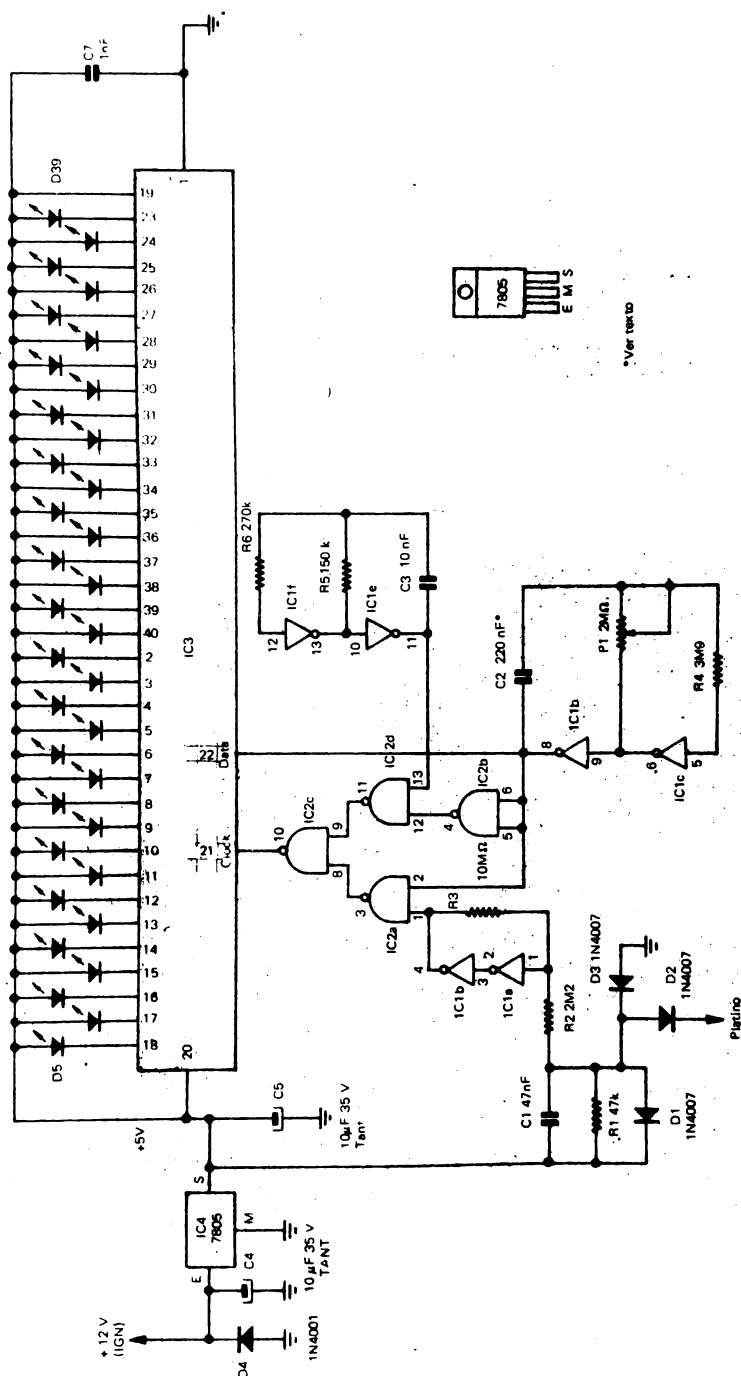 + 12 V
(IGN)
D4
1N4001
E
IC4
7805
S
M
C4
10 µF 35 V
TANT
+5V
C5
10µF 35 V
Tant
D5
D39
C7
1nF
20
18
17
16
15
14
13
12
11
10
9
8
7
6
5
4
3
2
40
39
38
37
36
35
34
33
32
31
30
29
28
27
26
25
24
23
19
1
IC3
21
Clock
22
Data
10
IC2c
8
9
3
IC2a
1
2
11
IC2d
12
13
4
IC2b
5
6
10MΩ
R3
4
1C1b
3
2
1C1a
1
R2 2M2
C1 47nF
R1 47k
D1
1N4007
D3 1N4007
D2
1N4007
Platino
R6 270k
12
IC1f
13
R5 150 k
10
IC1e
11
C3 10 nF
C2 220 nF*
8
1C1b
9
P1 2MΩ
6
IC1c
5
R4 3M9
7805
E M S
*Ver texto